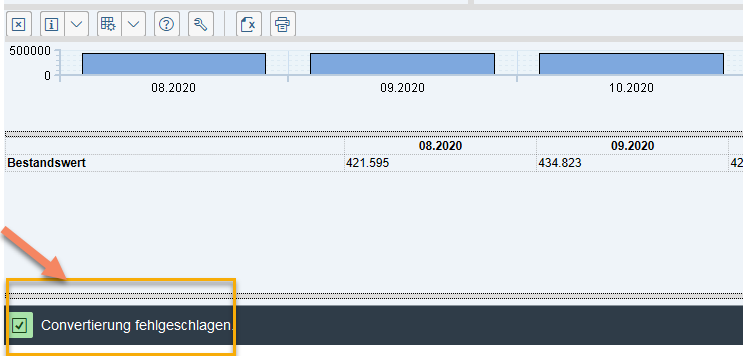 500000
0
08.2020 09.2020 10.2020
08.2020 09.2020
Bestandswert 421.595 434.823 42
Convertierung fehlgeschlagen.